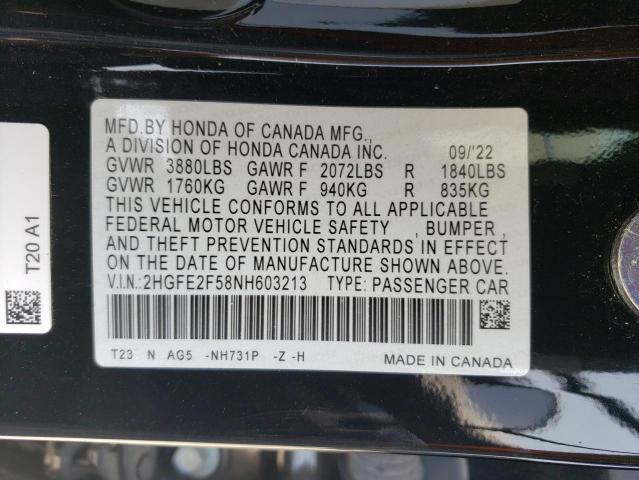 MFD.BY HONDA OF CANADA MFG.,
A DIVISION OF HONDA CANADA INC. 09/'22
GVWR 3880LBS GAWR F 2072LBS R 1840LBS
GVWR 1760KG GAWR F 940KG R 835KG
THIS VEHICLE CONFORMS TO ALL APPLICABLE
FEDERAL MOTOR VEHICLE SAFETY , BUMPER ,
AND THEFT PREVENTION STANDARDS IN EFFECT
ON THE DATE OF MANUFACTURE SHOWN ABOVE.
V.I.N.:2HGFE2F58NH603213 TYPE: PASSENGER CAR
T23 N AG5 -NH731P -Z -H
MADE IN CANADA
T20 A1